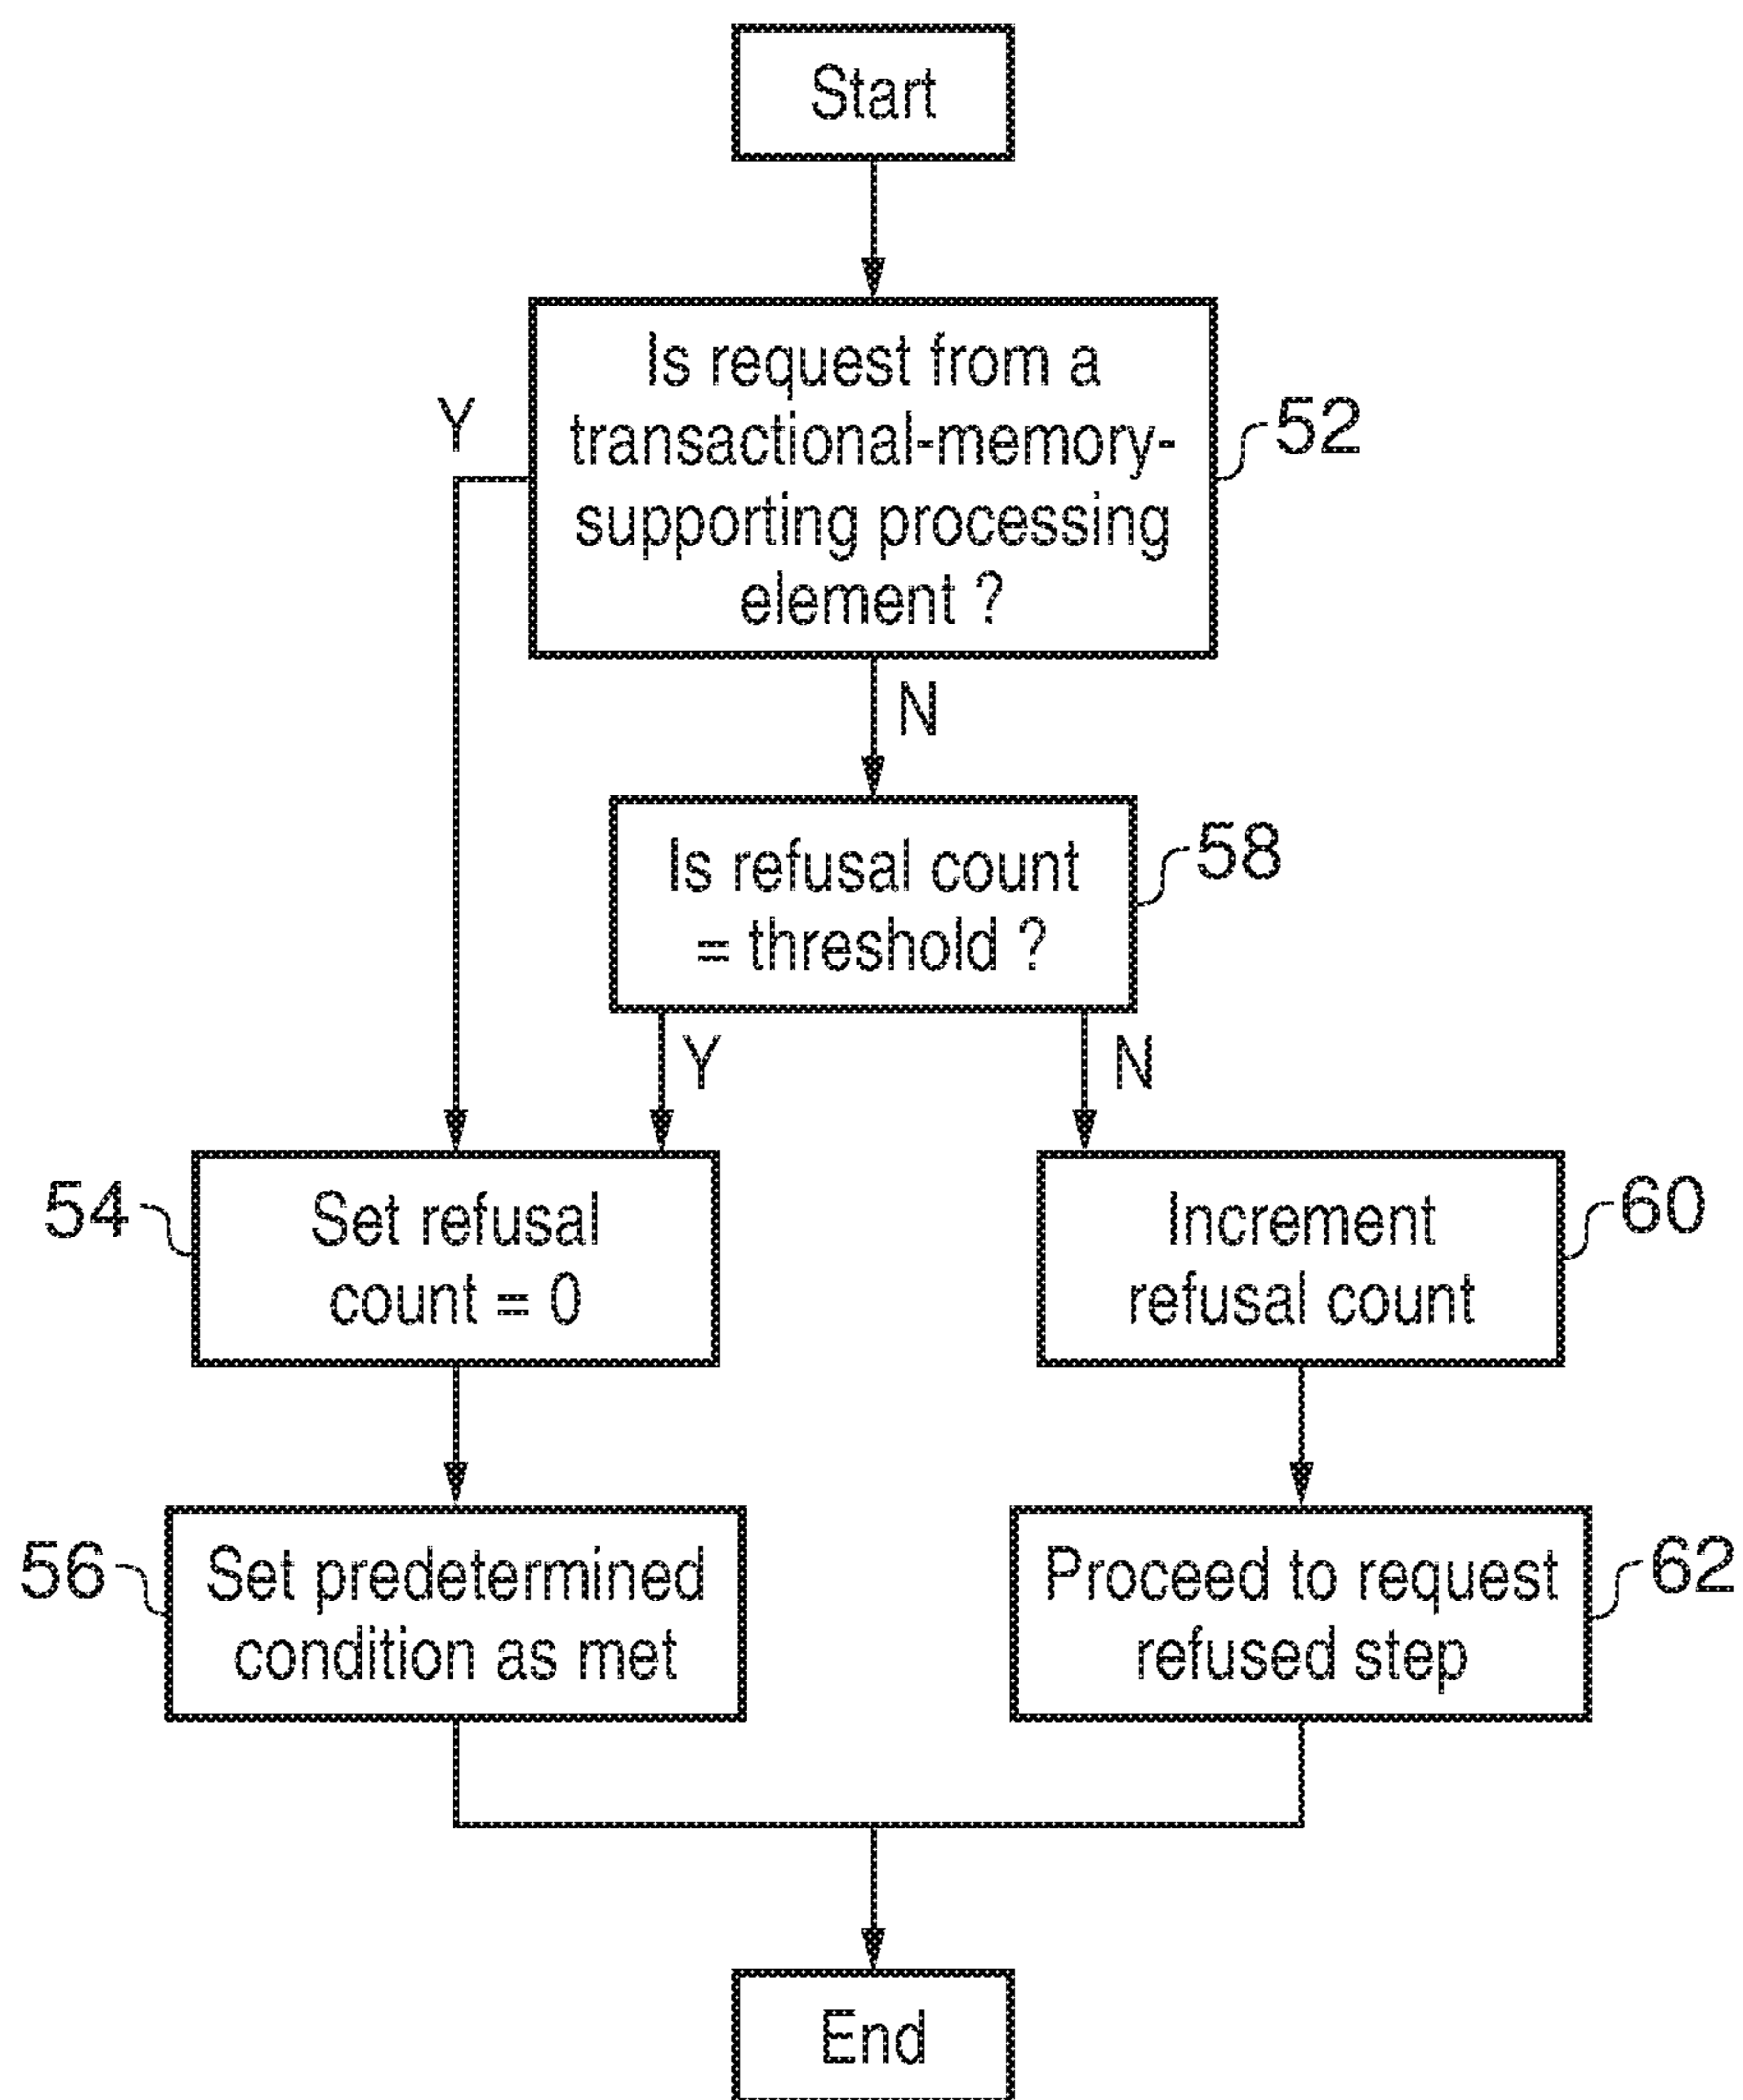 Start
Is request from a
transactional-memory-
supporting processing
element ?
52
Y
N
Is refusal count
= threshold ?
58
Y
N
54
Set refusal
count = 0
Increment
refusal count
60
56
Set predetermined
condition as met
Proceed to request
refused step
62
End